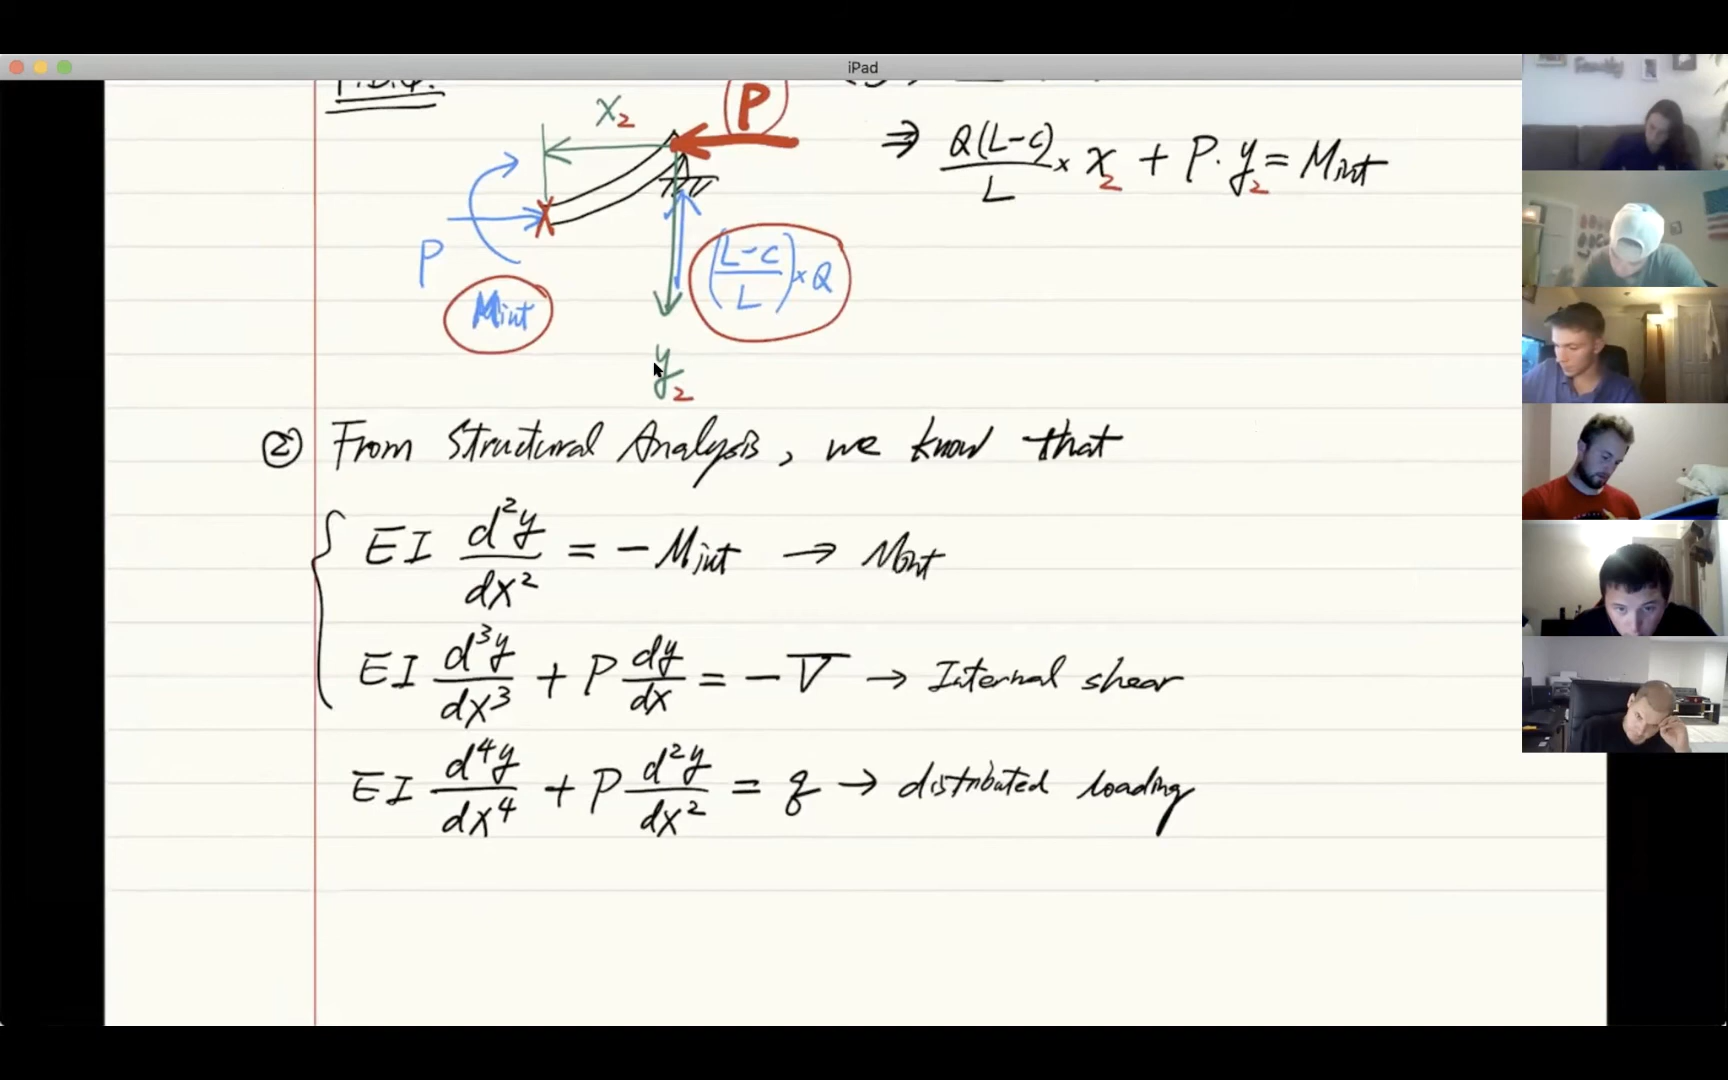 iPad
F.B.D.
x₂
P
⇒ Q(L-c)/L × x₂ + P·y₂ = Mint
P
Mint
((L-c)/L) × Q
y₂
② From Structural Analysis, we know that
EI d²y/dx² = - Mint → Mint
EI d³y/dx³ + P dy/dx = - V → Internal shear
EI d⁴y/dx⁴ + P d²y/dx² = q → distributed loading